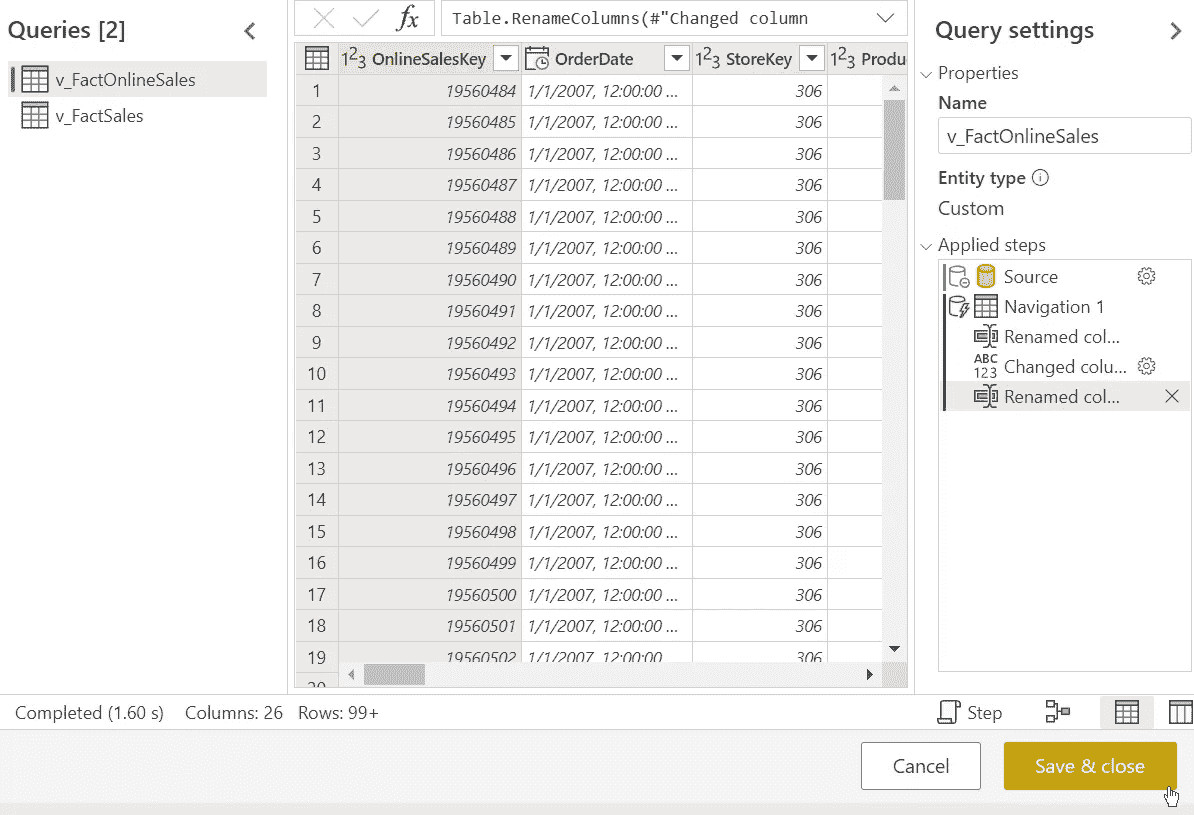 Queries [2]
v_FactOnlineSales
v_FactSales
fx Table.RenameColumns(#"Changed column
123 OnlineSalesKey OrderDate 123 StoreKey 123 Produ
1 19560484 1/1/2007, 12:00:00 ... 306
2 19560485 1/1/2007, 12:00:00 ... 306
3 19560486 1/1/2007, 12:00:00 ... 306
4 19560487 1/1/2007, 12:00:00 ... 306
5 19560488 1/1/2007, 12:00:00 ... 306
6 19560489 1/1/2007, 12:00:00 ... 306
7 19560490 1/1/2007, 12:00:00 ... 306
8 19560491 1/1/2007, 12:00:00 ... 306
9 19560492 1/1/2007, 12:00:00 ... 306
10 19560493 1/1/2007, 12:00:00 ... 306
11 19560494 1/1/2007, 12:00:00 ... 306
12 19560495 1/1/2007, 12:00:00 ... 306
13 19560496 1/1/2007, 12:00:00 ... 306
14 19560497 1/1/2007, 12:00:00 ... 306
15 19560498 1/1/2007, 12:00:00 ... 306
16 19560499 1/1/2007, 12:00:00 ... 306
17 19560500 1/1/2007, 12:00:00 ... 306
18 19560501 1/1/2007, 12:00:00 ... 306
19 19560502 1/1/2007, 12:00:00 306
20
Query settings
Properties
Name
v_FactOnlineSales
Entity type
Custom
Applied steps
Source
Navigation 1
Renamed col...
ABC 123 Changed colu...
Renamed col...
Completed (1.60 s) Columns: 26 Rows: 99+
Step
Cancel
Save & close